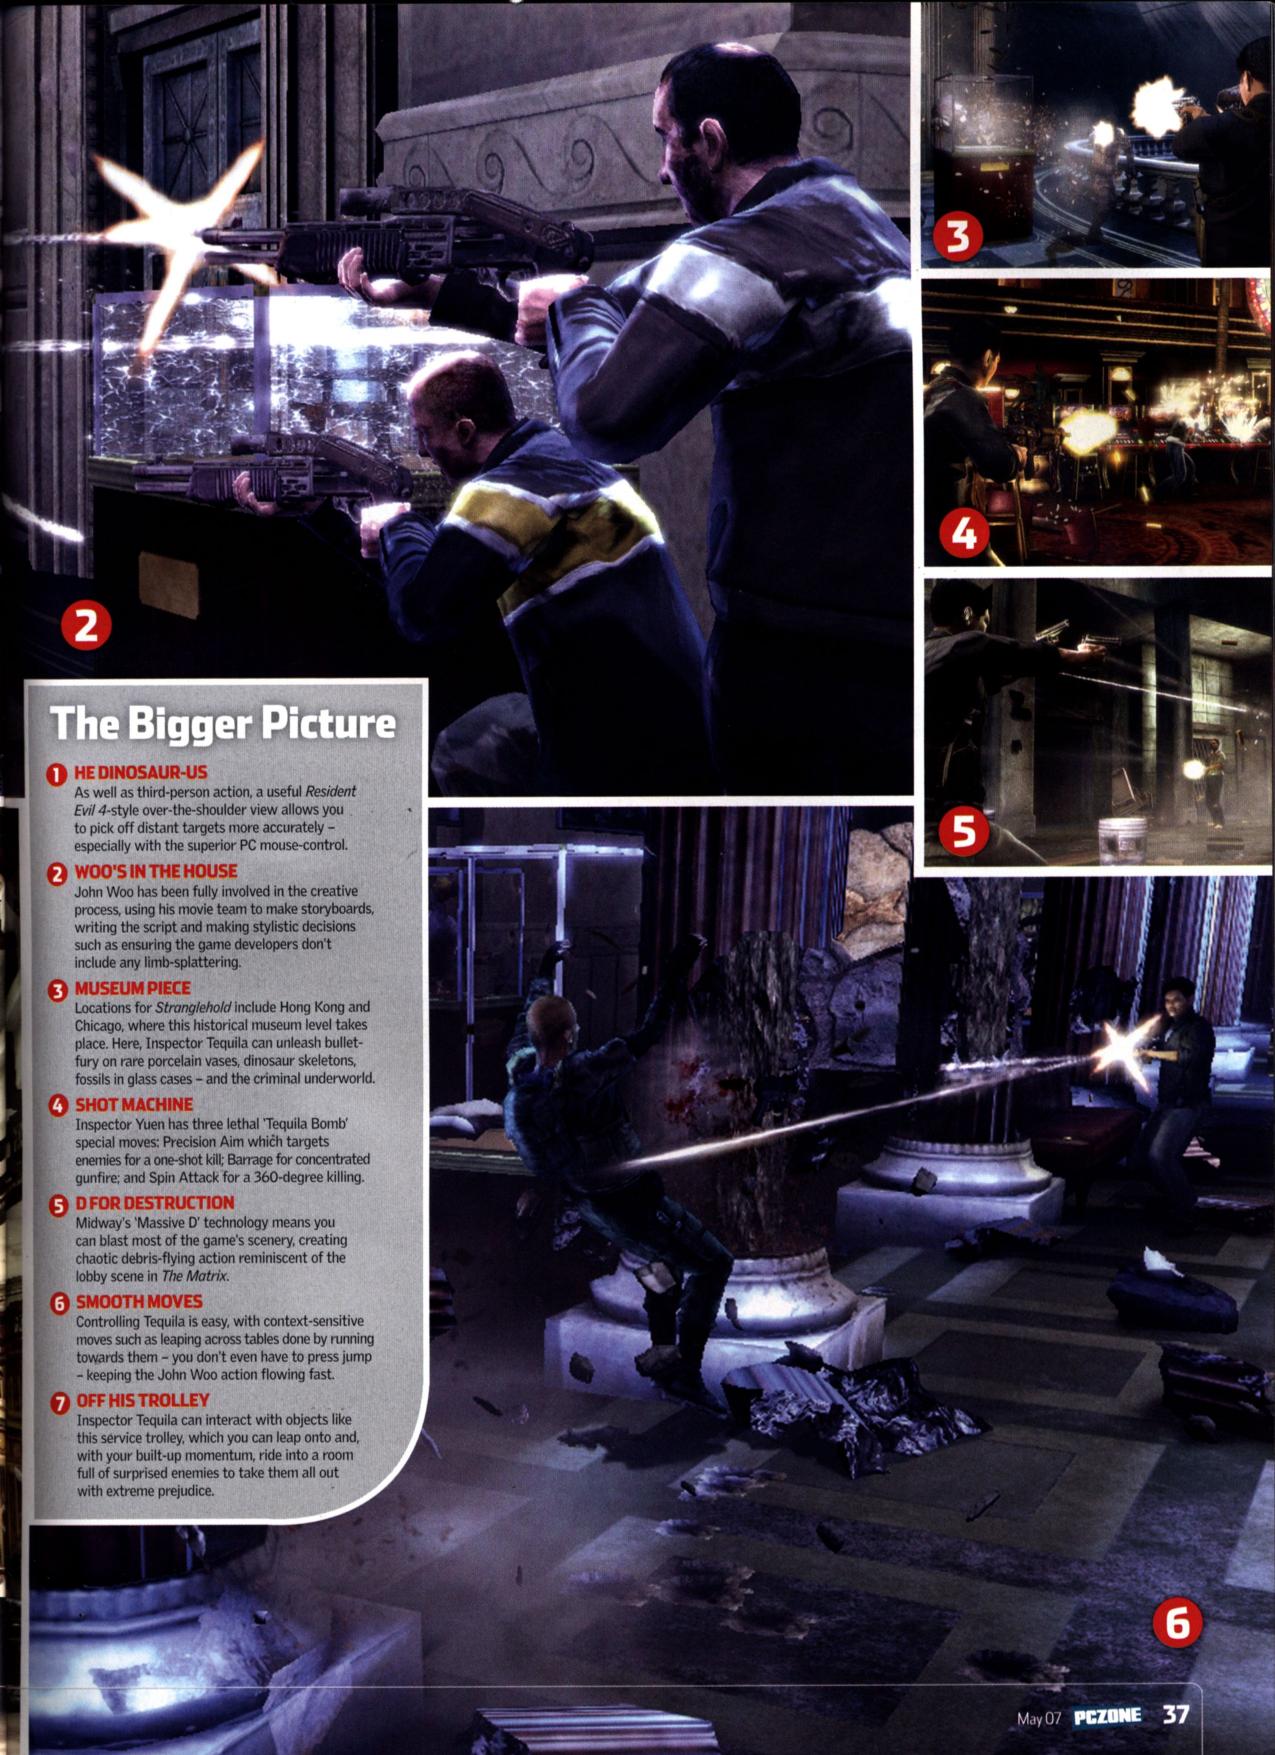 2
3
4
5
The Bigger Picture
1 HE DINOSAUR-US
As well as third-person action, a useful Resident
Evil 4-style over-the-shoulder view allows you
to pick off distant targets more accurately –
especially with the superior PC mouse-control.
2 WOO'S IN THE HOUSE
John Woo has been fully involved in the creative
process, using his movie team to make storyboards,
writing the script and making stylistic decisions
such as ensuring the game developers don't
include any limb-splattering.
3 MUSEUM PIECE
Locations for Stranglehold include Hong Kong and
Chicago, where this historical museum level takes
place. Here, Inspector Tequila can unleash bullet-
fury on rare porcelain vases, dinosaur skeletons,
fossils in glass cases – and the criminal underworld.
4 SHOT MACHINE
Inspector Yuen has three lethal 'Tequila Bomb'
special moves: Precision Aim which targets
enemies for a one-shot kill; Barrage for concentrated
gunfire; and Spin Attack for a 360-degree killing.
5 D FOR DESTRUCTION
Midway's 'Massive D' technology means you
can blast most of the game's scenery, creating
chaotic debris-flying action reminiscent of the
lobby scene in The Matrix.
6 SMOOTH MOVES
Controlling Tequila is easy, with context-sensitive
moves such as leaping across tables done by running
towards them – you don't even have to press jump
– keeping the John Woo action flowing fast.
7 OFF HIS TROLLEY
Inspector Tequila can interact with objects like
this service trolley, which you can leap onto and,
with your built-up momentum, ride into a room
full of surprised enemies to take them all out
with extreme prejudice.
6
May 07 PCZONE 37